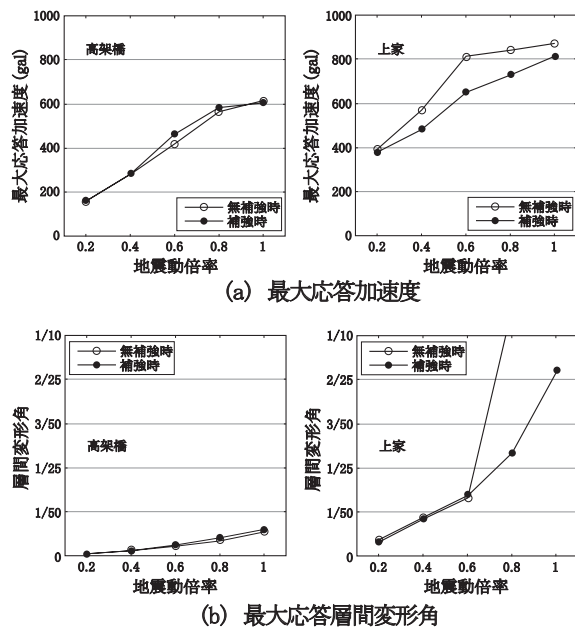 1000
800
600
400
200
0
最大応答加速度(gal)
高架橋
無補強時
補強時
0.2 0.4 0.6 0.8 1
地震動倍率
1000
800
600
400
200
0
最大応答加速度(gal)
上家
無補強時
補強時
0.2 0.4 0.6 0.8 1
地震動倍率
(a) 最大応答加速度
1/10
2/25
3/50
1/25
1/50
0
層間変形角
無補強時
補強時
高架橋
0.2 0.4 0.6 0.8 1
地震動倍率
1/10
2/25
3/50
1/25
1/50
0
層間変形角
無補強時
補強時
上家
0.2 0.4 0.6 0.8 1
地震動倍率
(b) 最大応答層間変形角